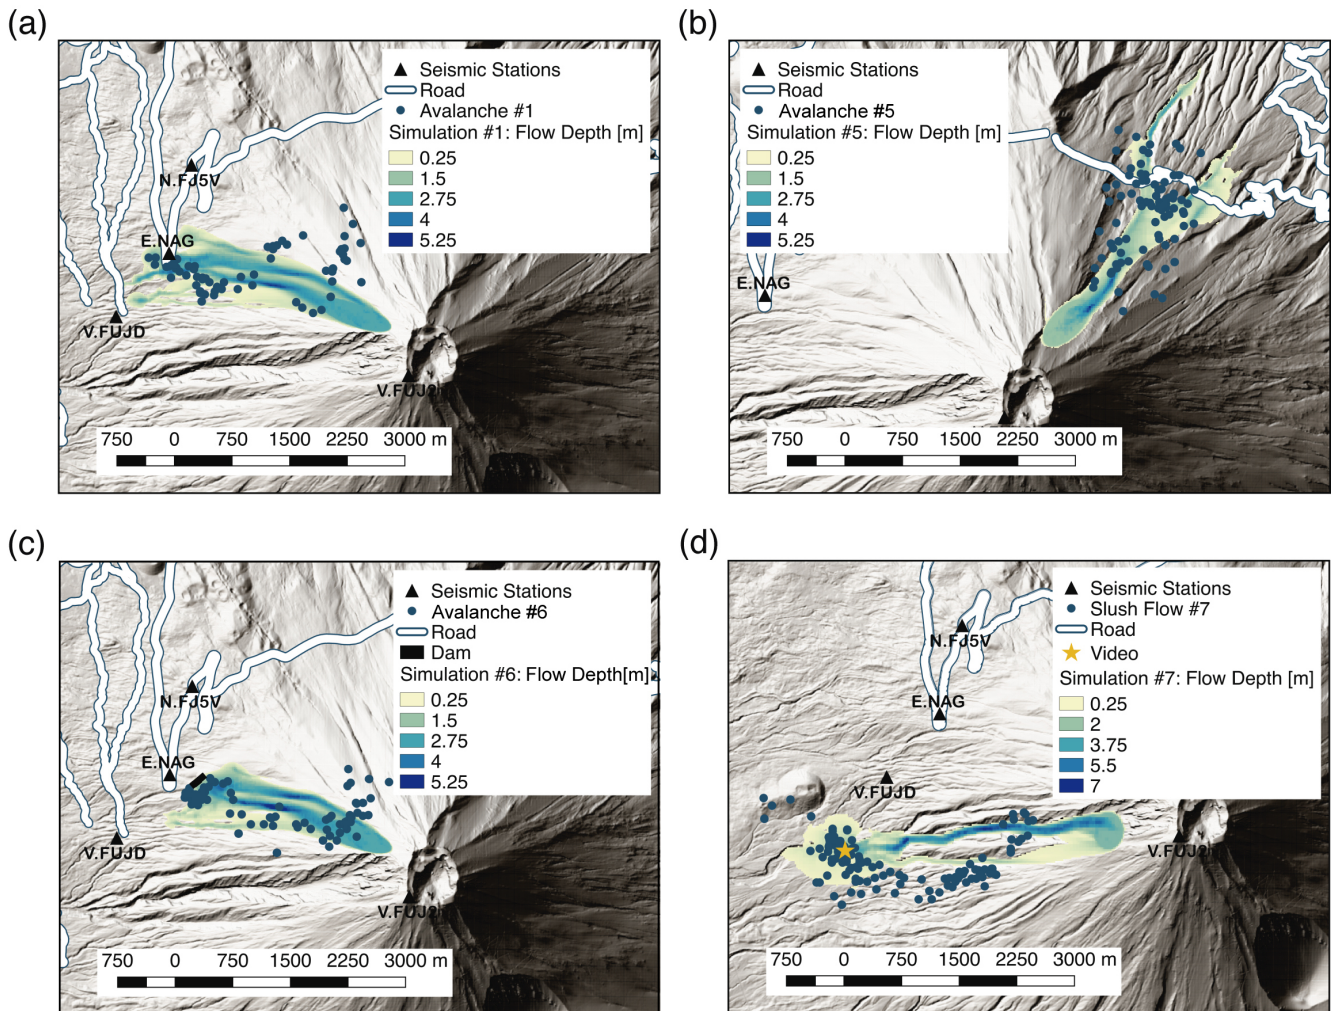 (a)
Seismic Stations
Road
Avalanche #1
Simulation #1: Flow Depth [m]
0.25
1.5
2.75
4
5.25
N.FJ5V
E.NAG
V.FUJD
V.FUJ2
750 0 750 1500 2250 3000 m
(b)
Seismic Stations
Road
Avalanche #5
Simulation #5: Flow Depth [m]
0.25
1.5
2.75
4
5.25
E.NAG
750 0 750 1500 2250 3000 m
(c)
Seismic Stations
Avalanche #6
Road
Dam
Simulation #6: Flow Depth[m]
0.25
1.5
2.75
4
5.25
N.FJ5V
E.NAG
V.FUJD
V.FUJ2
750 0 750 1500 2250 3000 m
(d)
Seismic Stations
Slush Flow #7
Road
Video
Simulation #7: Flow Depth [m]
0.25
2
3.75
5.5
7
N.FJ5V
E.NAG
V.FUJD
V.FUJ2
750 0 750 1500 2250 3000 m